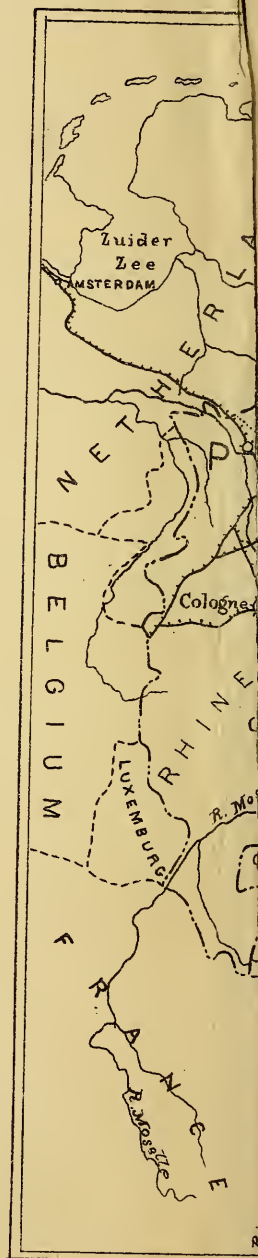 Zuider
Zee
AMSTERDAM
NETHERLA
P
BELGIUM
Cologne
RHINE
LUXEMBURG
R. Mos
FRANCE
R. Moselle
R